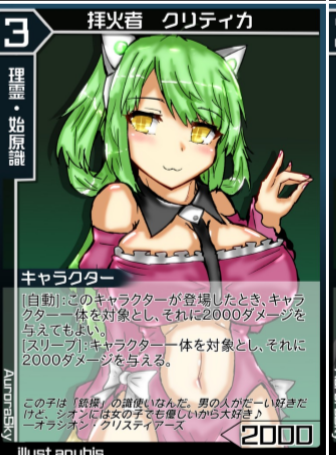 3
拝火者 クリティカ
理霊・始原識
キャラクター
[自動]:このキャラクターが登場したとき、キャラ
クター一体を対象とし、それに2000ダメージを
与えてもよい。
[スリープ]:キャラクター一体を対象とし、それに
2000ダメージを与える。
この子は「銃操」の識使いなんだ。男の人がだーい好きだ
けど、シオンには女の子でも優しいから大好き♪
―オラシオン・クリスティアーズ
2000
AuroraSky
illust.anubis